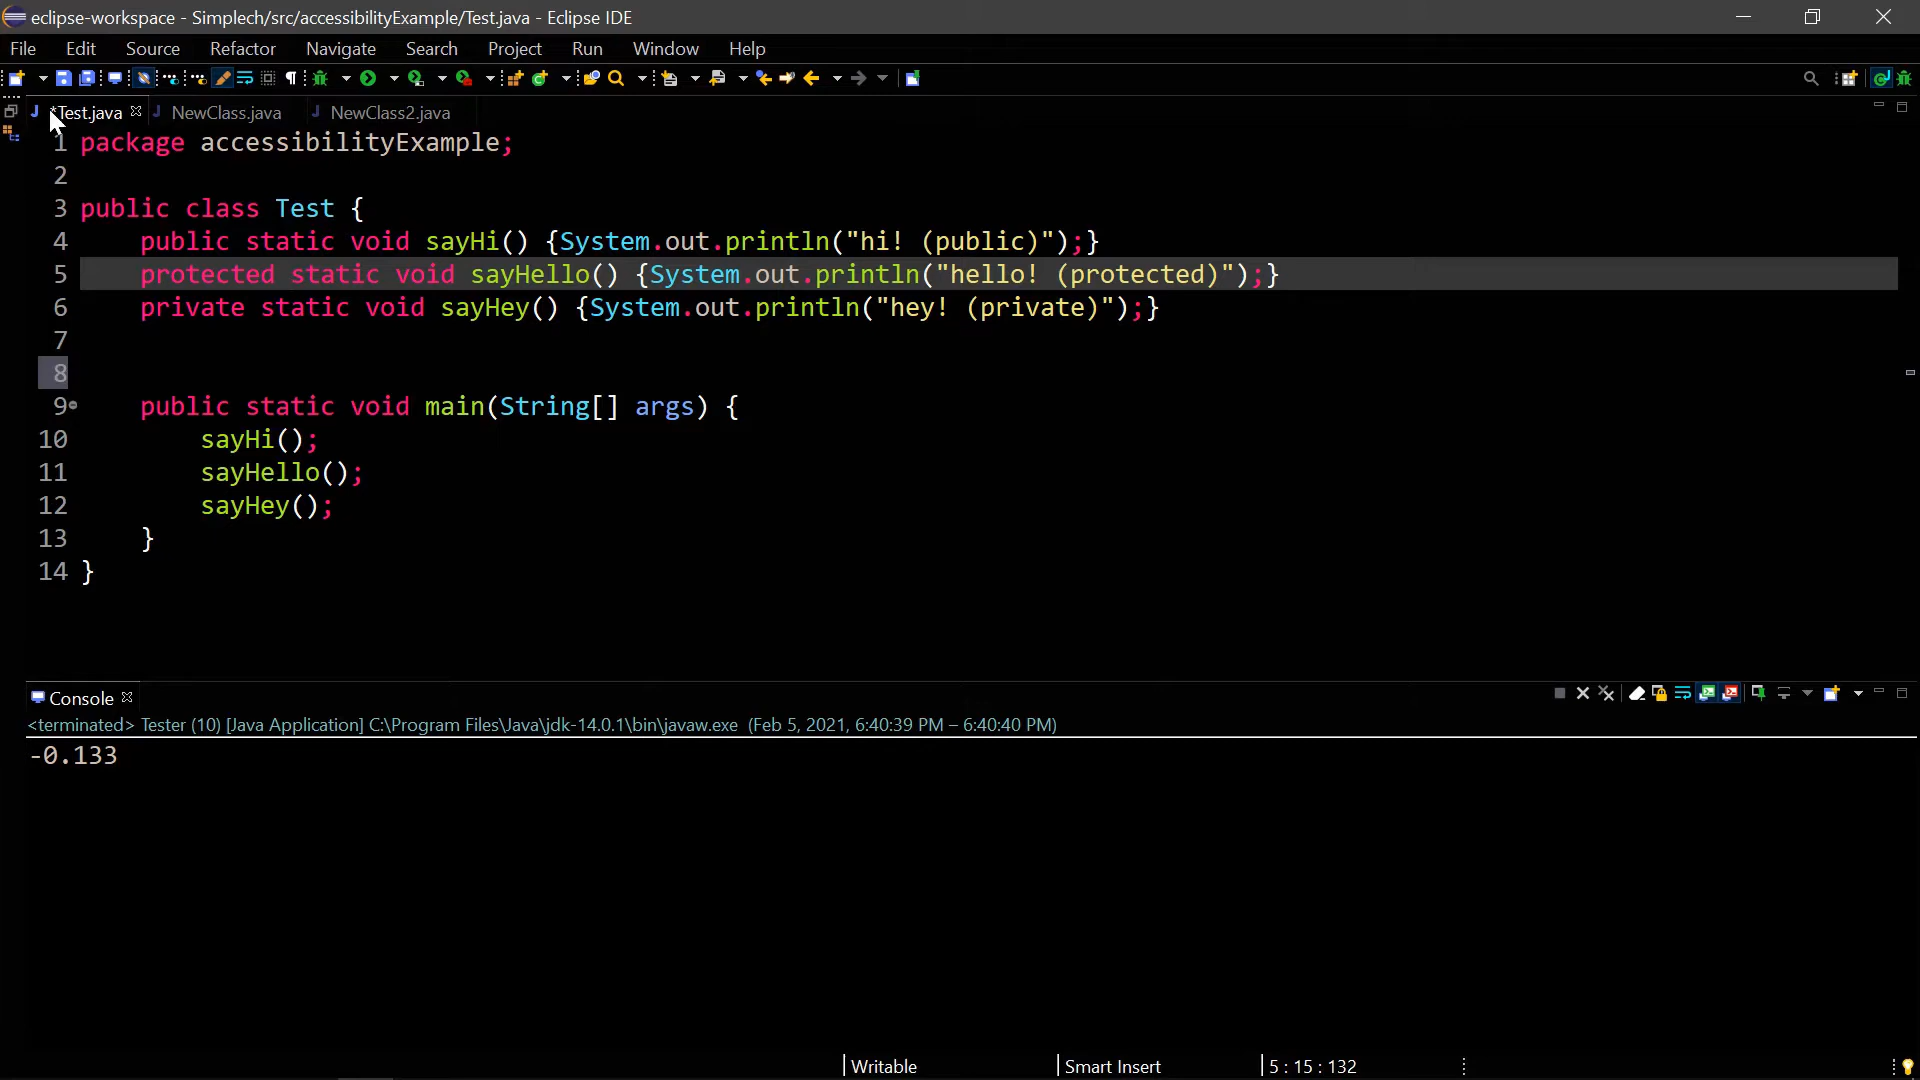 eclipse-workspace - Simplech/src/accessibilityExample/Test.java - Eclipse IDE
File Edit Source Refactor Navigate Search Project Run Window Help
*Test.java NewClass.java NewClass2.java
1 package accessibilityExample;
2
3 public class Test {
4 public static void sayHi() {System.out.println("hi! (public)");}
5 protected static void sayHello() {System.out.println("hello! (protected)");}
6 private static void sayHey() {System.out.println("hey! (private)");}
7
8
9 public static void main(String[] args) {
10 sayHi();
11 sayHello();
12 sayHey();
13 }
14 }
Console
<terminated> Tester (10) [Java Application] C:\Program Files\Java\jdk-14.0.1\bin\javaw.exe (Feb 5, 2021, 6:40:39 PM – 6:40:40 PM)
-0.133
Writable Smart Insert 5 : 15 : 132